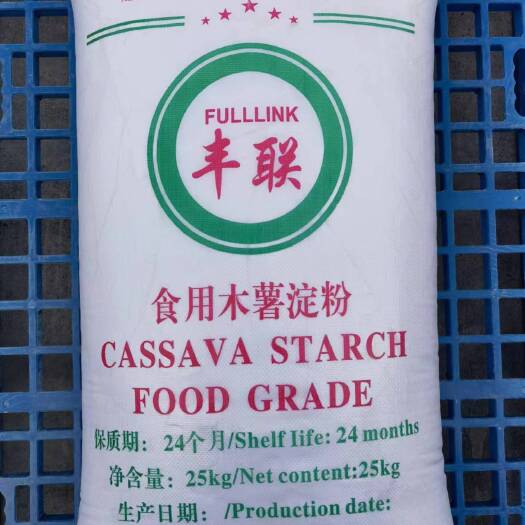 FULLLINK
丰联
食用木薯淀粉
CASSAVA STARCH
FOOD GRADE
保质期：24个月/Shelf life: 24 months
净含量：25kg/Net content:25kg
生产日期： /Production date: